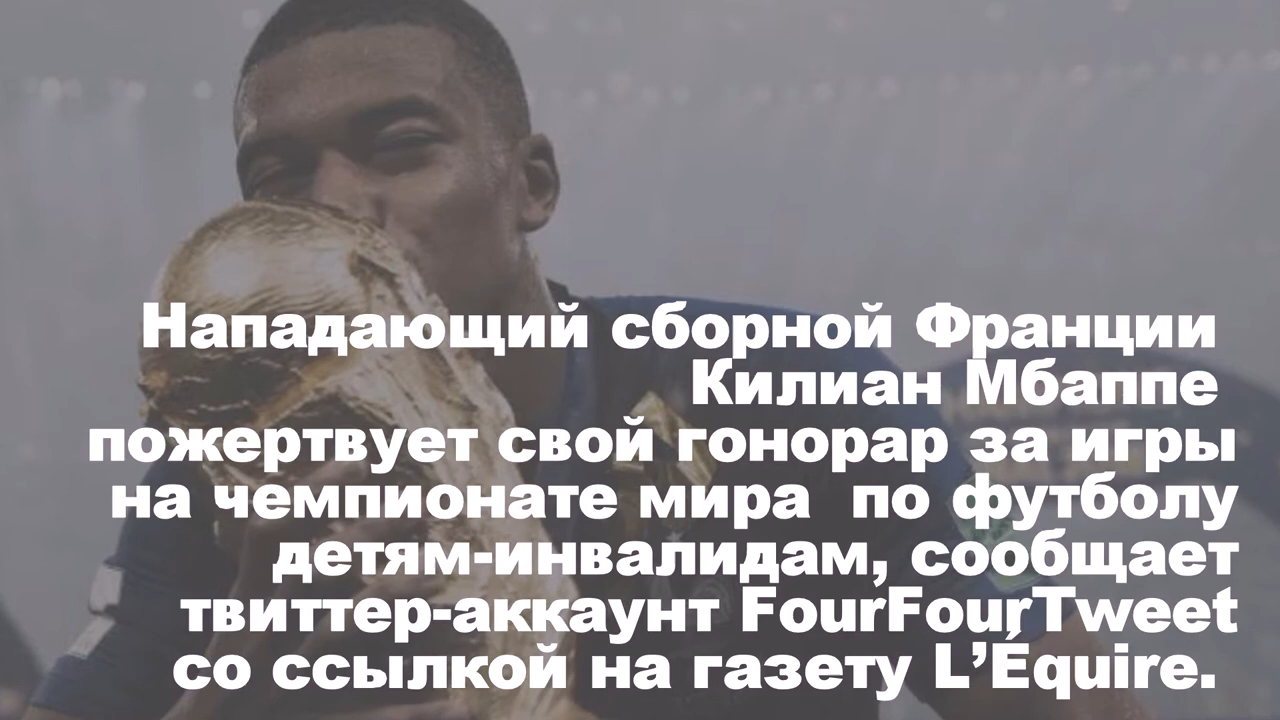 Нападающий сборной Франции
Килиан Мбаппе
пожертвует свой гонорар за игры
на чемпионате мира по футболу
детям-инвалидам, сообщает
твиттер-аккаунт FourFourTweet
со ссылкой на газету L’Équire.